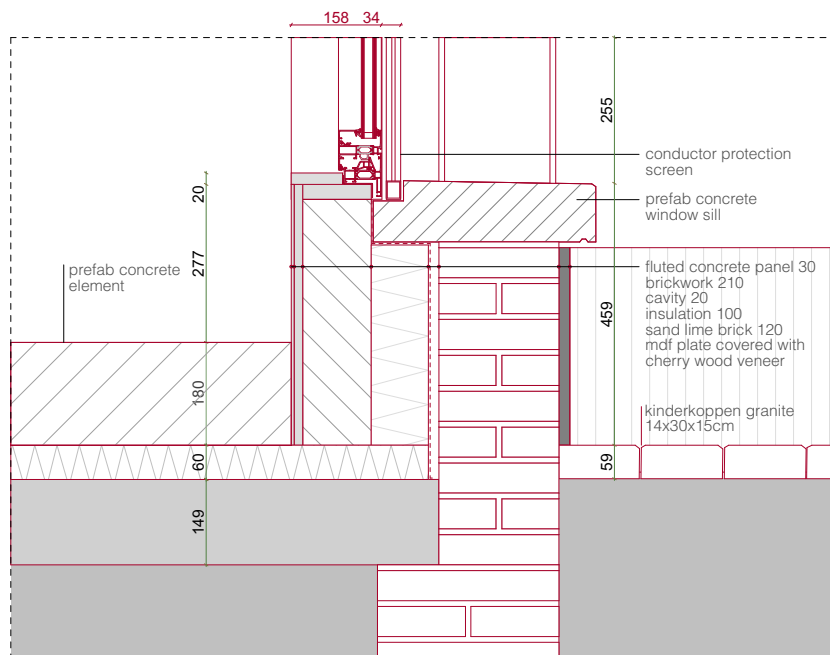 158 34
255
conductor protection
screen
prefab concrete
window sill
20
277
prefab concrete
element
fluted concrete panel 30
brickwork 210
cavity 20
insulation 100
sand lime brick 120
mdf plate covered with
cherry wood veneer
459
180
kinderkoppen granite
14x30x15cm
60
59
149